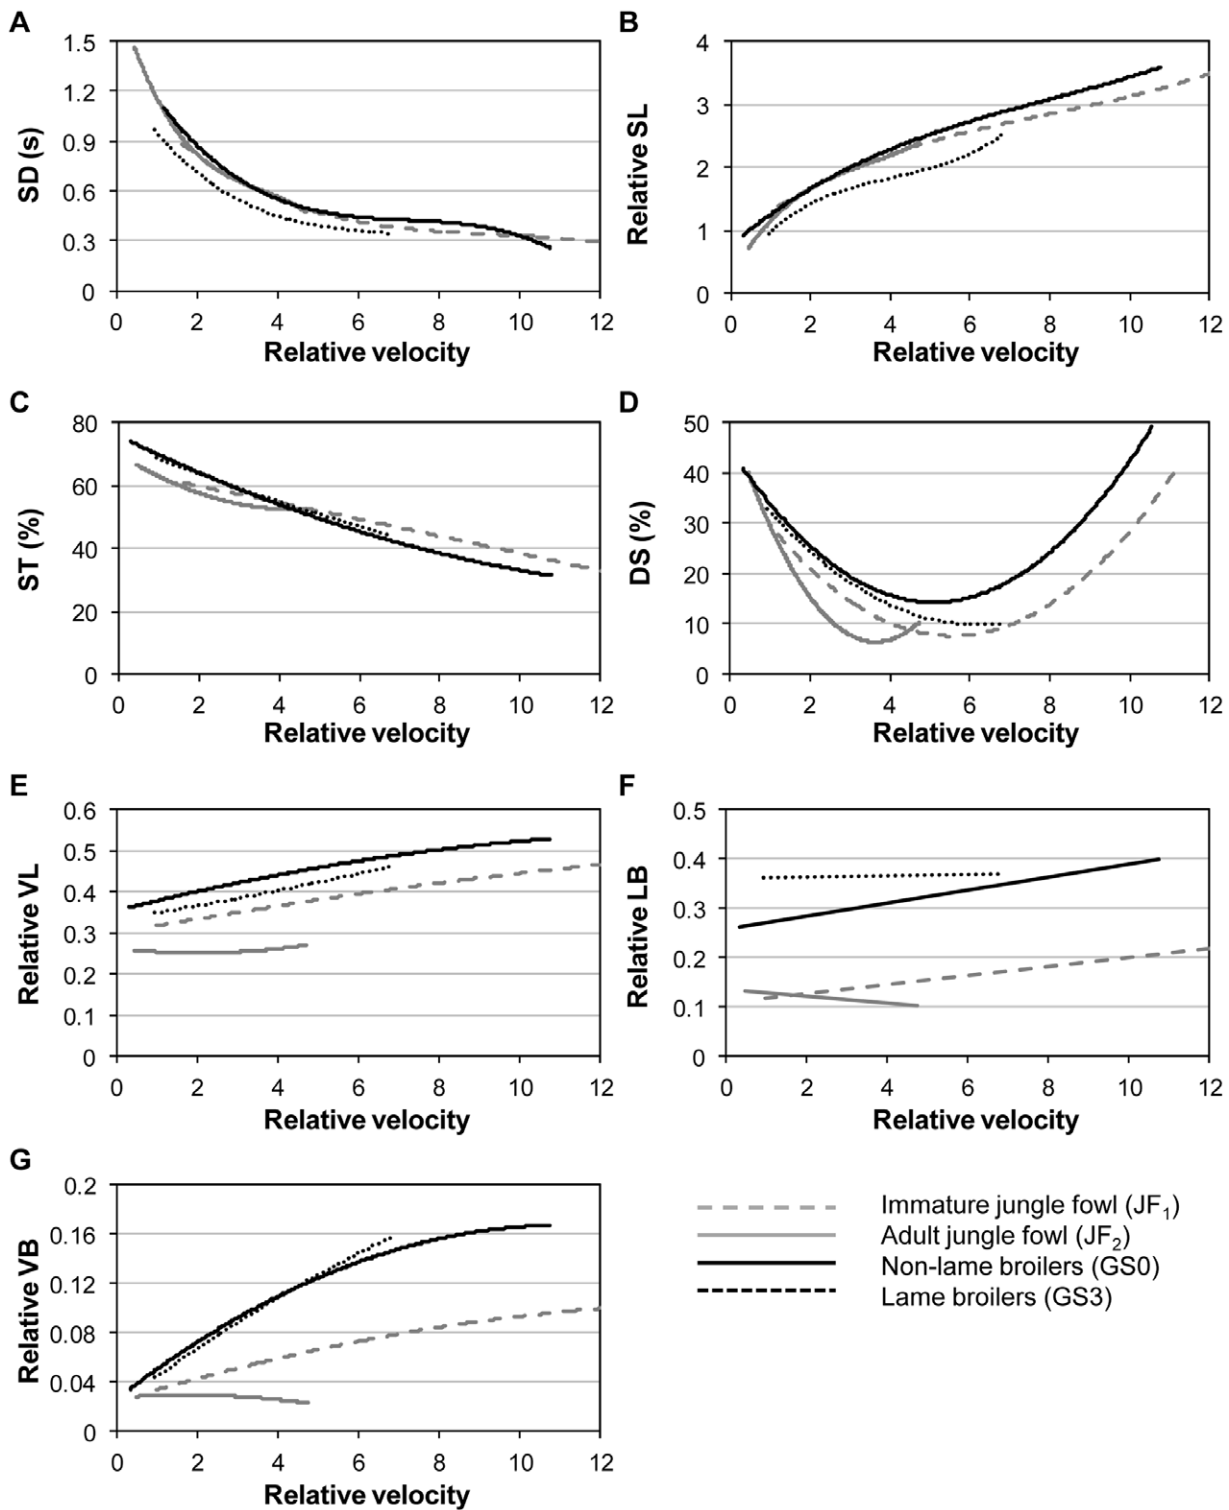 A
B
SD (s)
1.5
1.2
0.9
0.6
0.3
0
0 2 4 6 8 10 12
Relative velocity
Relative SL
4
3
2
1
0
0 2 4 6 8 10 12
Relative velocity
C
D
ST (%)
80
60
40
20
0
0 2 4 6 8 10 12
Relative velocity
DS (%)
50
40
30
20
10
0
0 2 4 6 8 10 12
Relative velocity
E
F
Relative VL
0.6
0.5
0.4
0.3
0.2
0.1
0
0 2 4 6 8 10 12
Relative velocity
Relative LB
0.5
0.4
0.3
0.2
0.1
0
0 2 4 6 8 10 12
Relative velocity
G
Relative VB
0.2
0.16
0.12
0.08
0.04
0
0 2 4 6 8 10 12
Relative velocity
Immature jungle fowl (JF₁)
Adult jungle fowl (JF₂)
Non-lame broilers (GS0)
Lame broilers (GS3)